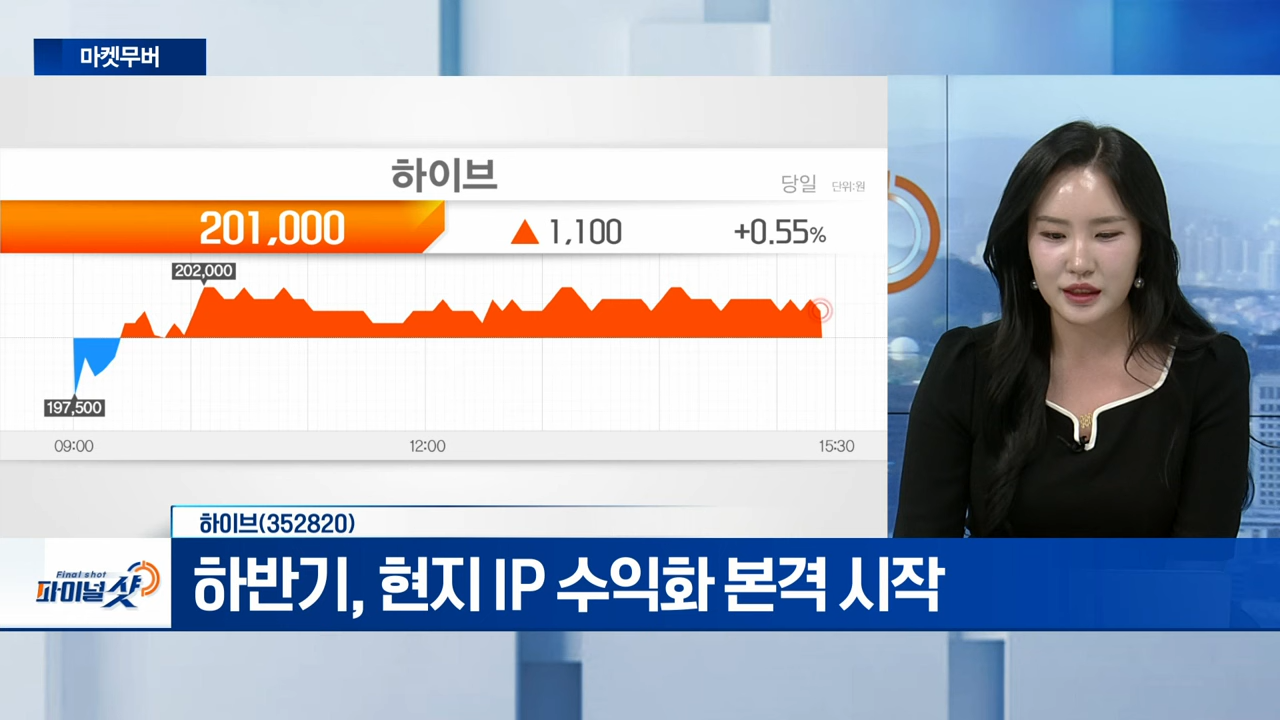 마켓무버
하이브
당일 단위:원
201,000 ▲ 1,100 +0.55%
202,000
197,500
09:00 12:00 15:30
하이브(352820)
Final shot
파이널샷
하반기, 현지 IP 수익화 본격 시작